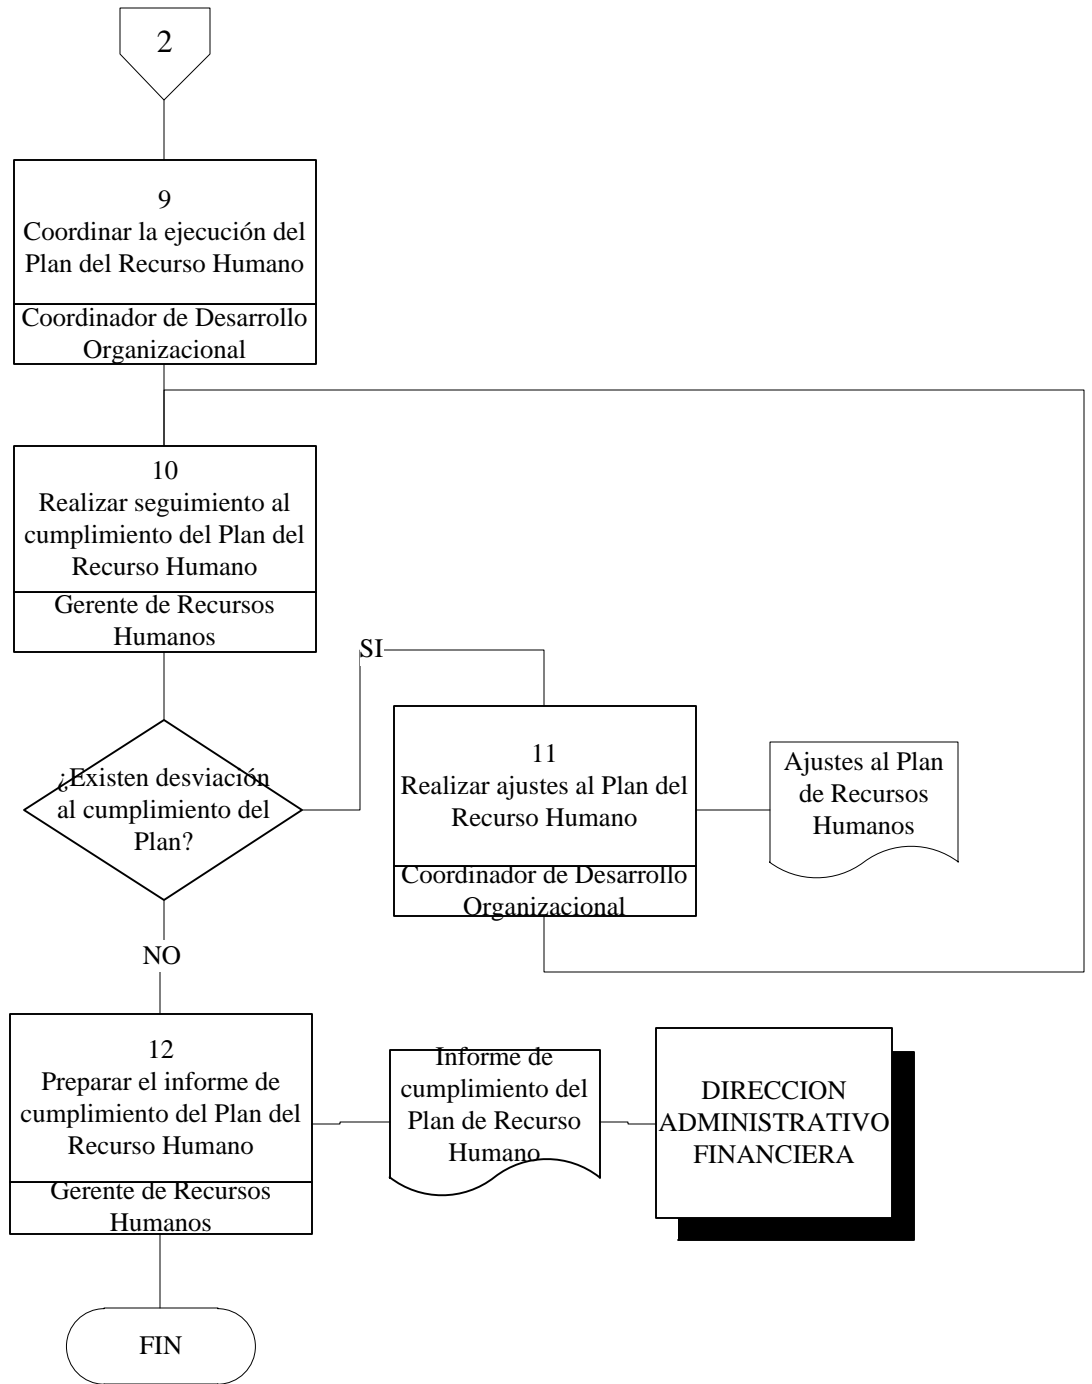 2
9
Coordinar la ejecución del
Plan del Recurso Humano
Coordinador de Desarrollo
Organizacional
10
Realizar seguimiento al
cumplimiento del Plan del
Recurso Humano
Gerente de Recursos
Humanos
SI
¿Existen desviación
al cumplimiento del
Plan?
11
Realizar ajustes al Plan del
Recurso Humano
Coordinador de Desarrollo
Organizacional
Ajustes al Plan
de Recursos
Humanos
NO
12
Preparar el informe de
cumplimiento del Plan del
Recurso Humano
Gerente de Recursos
Humanos
Informe de
cumplimiento del
Plan de Recurso
Humano
DIRECCION
ADMINISTRATIVO
FINANCIERA
FIN